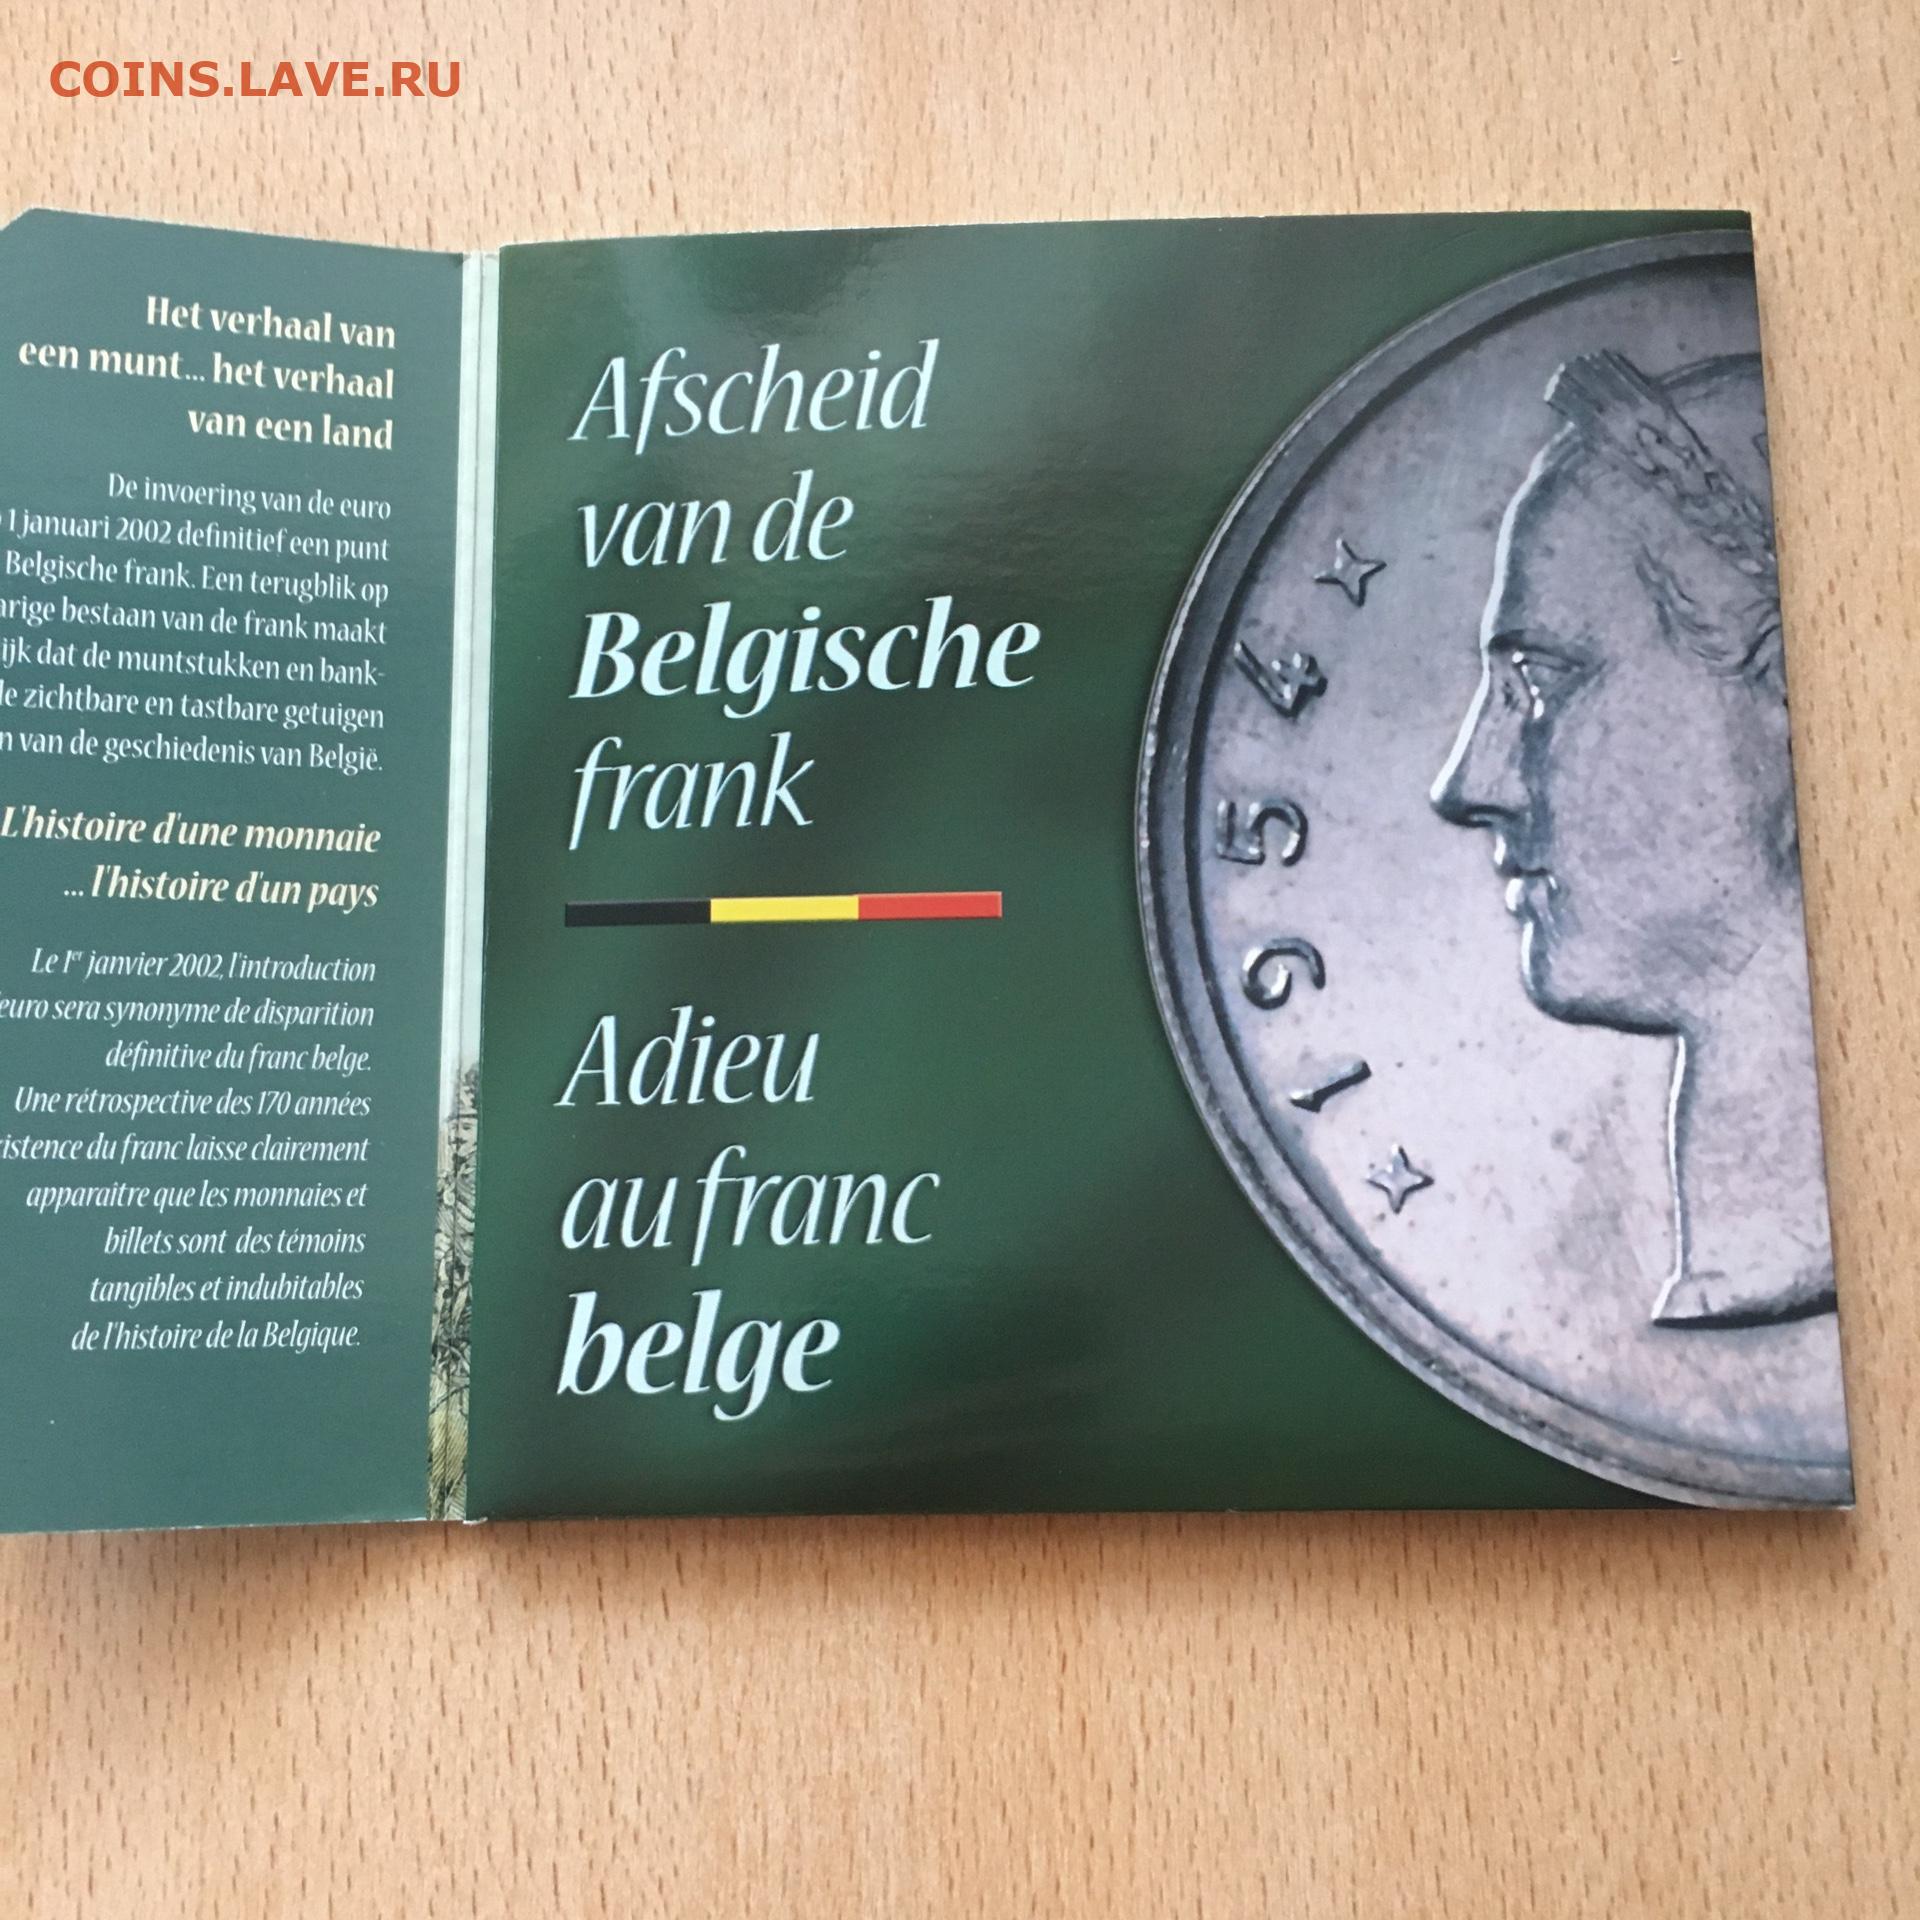 COINS.LAVE.RU
Het verhaal van
een munt... het verhaal
van een land
De invoering van de euro
1 januari 2002 definitief een punt
Belgische frank. Een terugblik op
bestaan van de frank maakt
dat de muntstukken en bank-
zichtbare en tastbare getuigen
van de geschiedenis van België.
L'histoire d'une monnaie
... l'histoire d'un pays
Le 1er janvier 2002, l'introduction
euro sera synonyme de disparition
définitive du franc belge.
Une rétrospective des 170 années
du franc laisse clairement
apparaître que les monnaies et
billets sont des témoins
tangibles et indubitables
de l'histoire de la Belgique.
Afscheid
van de
Belgische
frank
Adieu
au franc
belge
1954